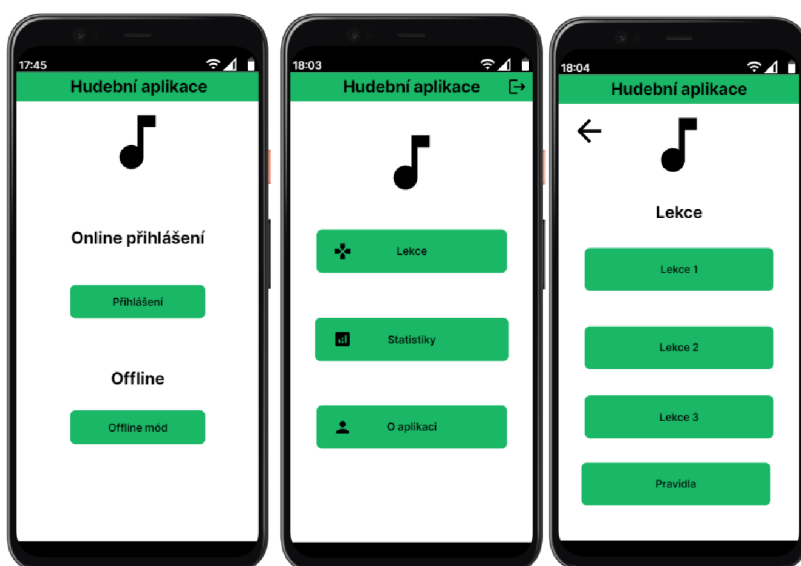 17:45
Hudební aplikace
Online přihlášení
Přihlášení
Offline
Offline mód
18:03
Hudební aplikace
Lekce
Statistiky
O aplikaci
18:04
Hudební aplikace
Lekce
Lekce 1
Lekce 2
Lekce 3
Pravidla